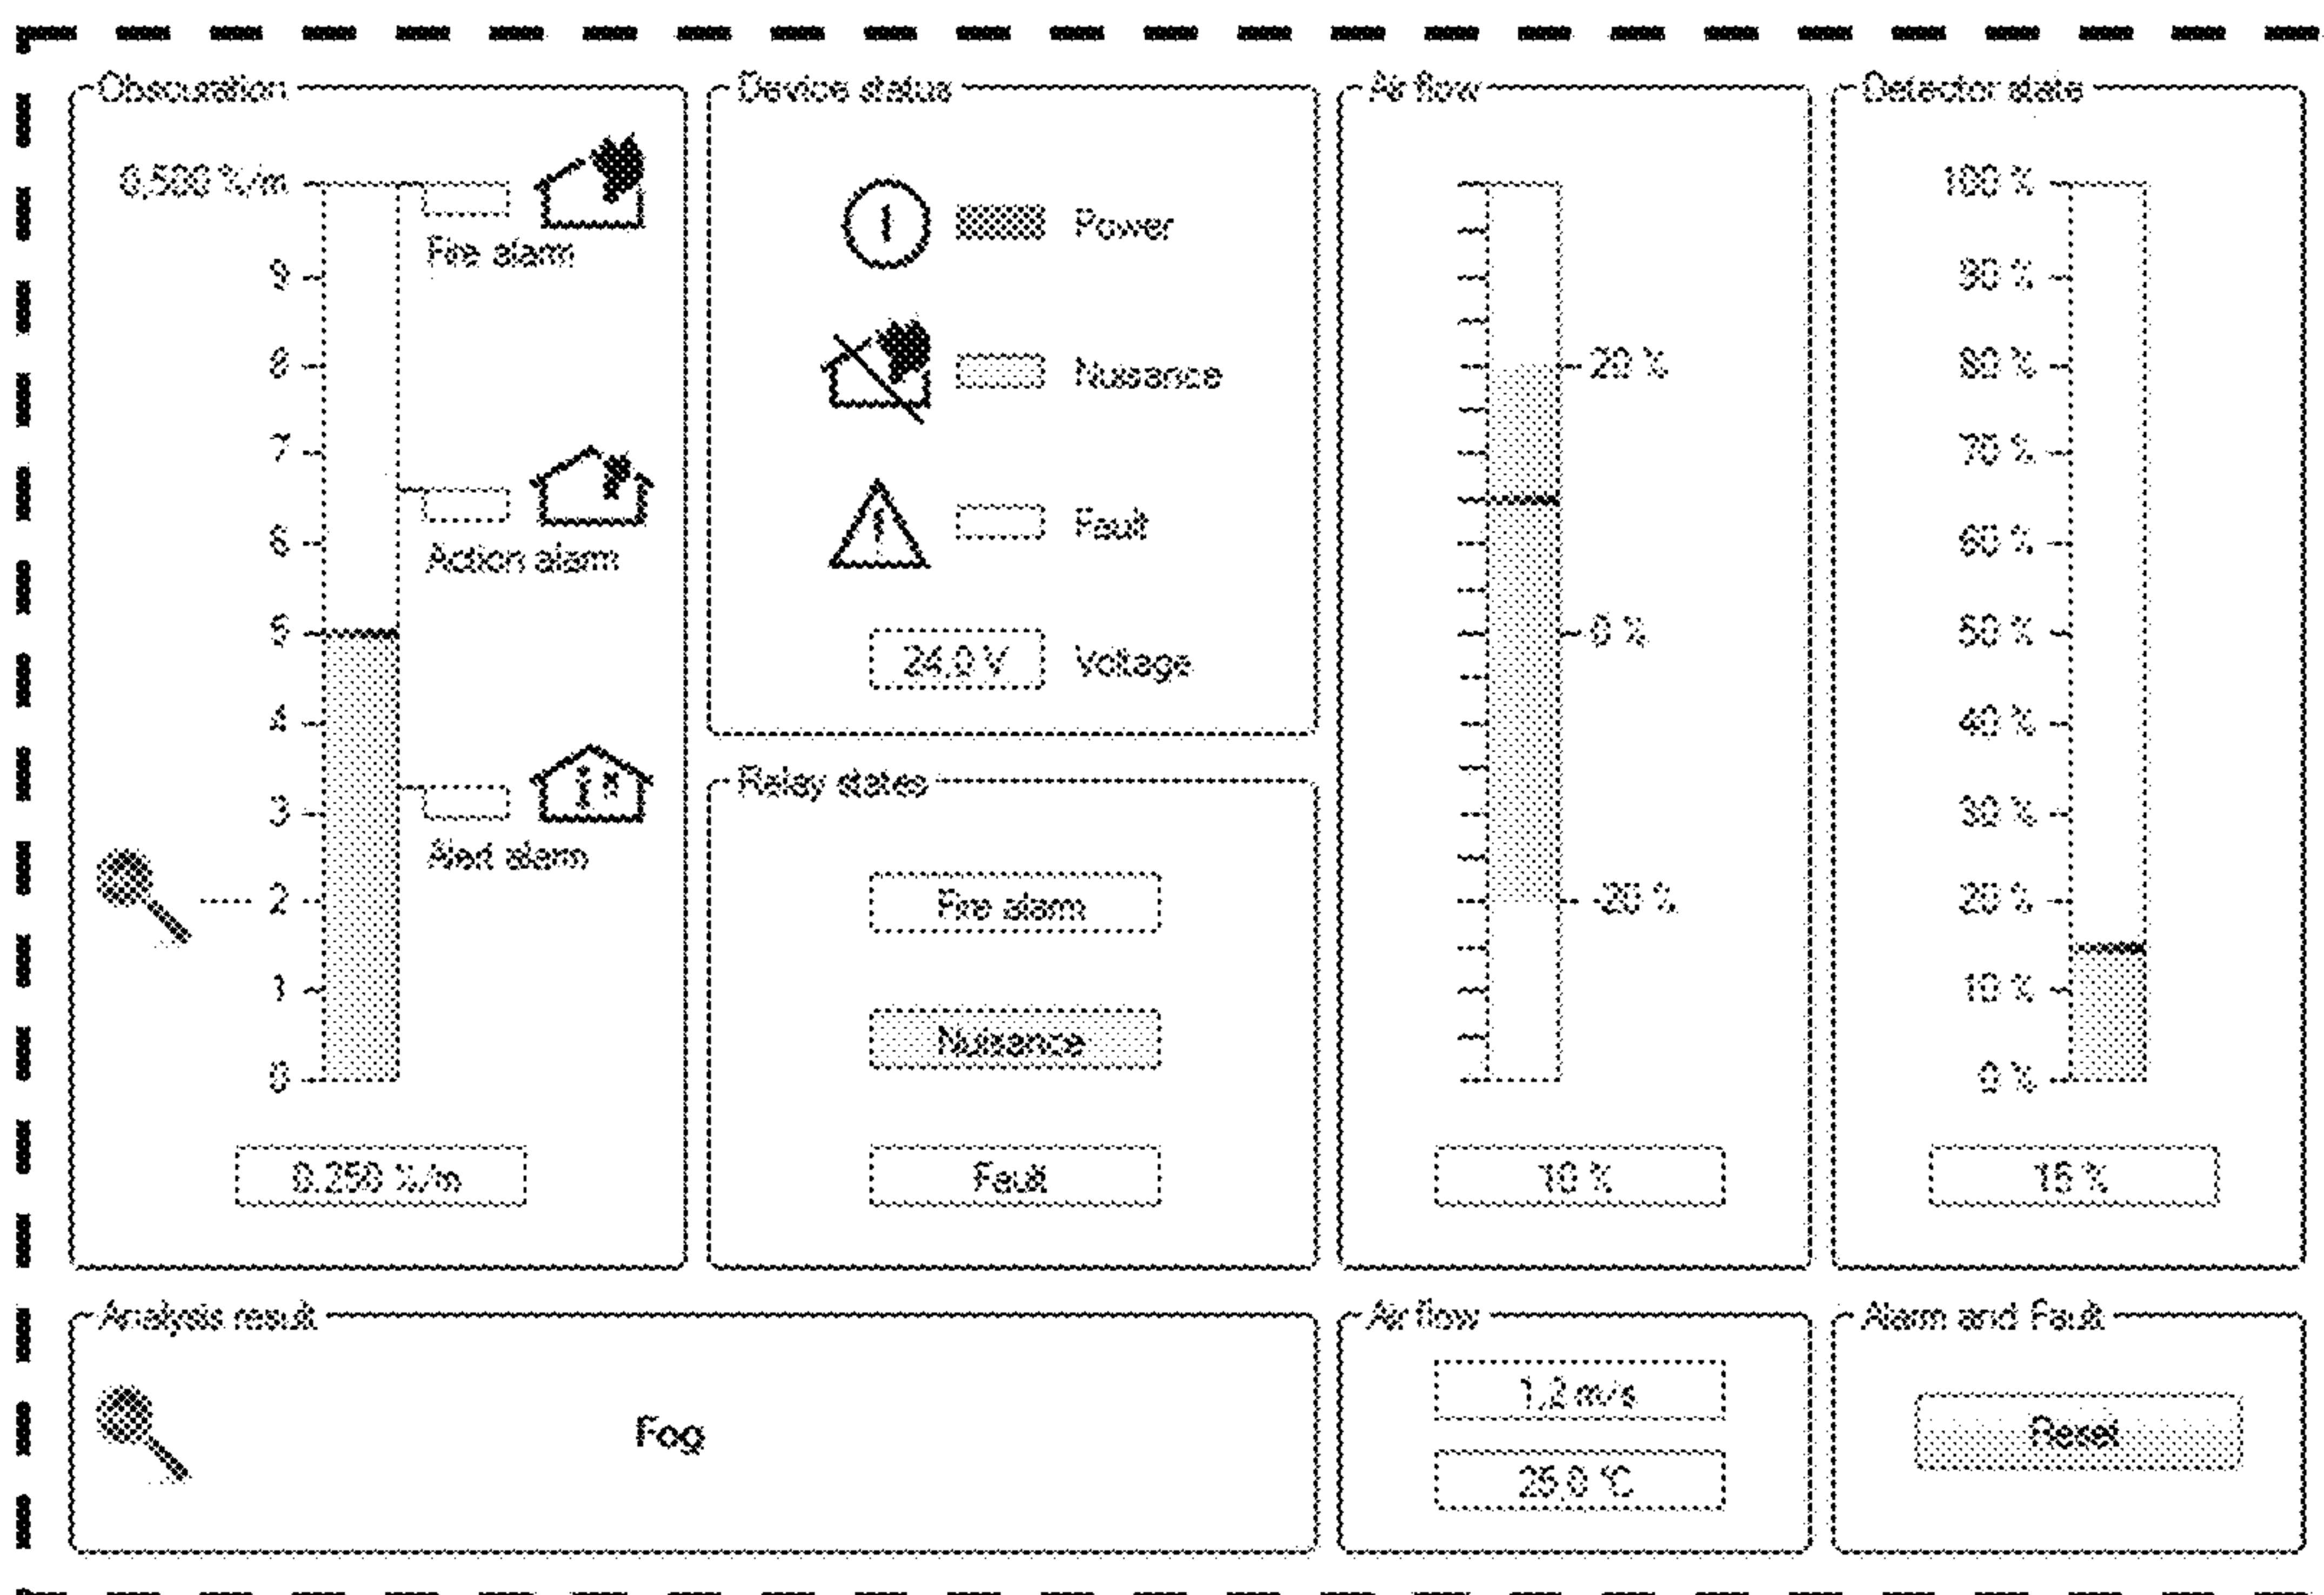 Obscuration
0,500 %/m
Fire alarm
9
8
7
Action alarm
6
5
4
3
Alert alarm
2
1
0
0.250 %/m
Device status
Power
Nuisance
Fault
24.0 V Voltage
Relay states
Fire alarm
Nuisance
Fault
Air flow
20 %
0 %
-20 %
10 %
Detector state
100 %
90 %
80 %
70 %
60 %
50 %
40 %
30 %
20 %
10 %
0 %
15 %
Analysis result
Fog
Air flow
1,2 m/s
25,0 °C
Alarm and Fault
Reset